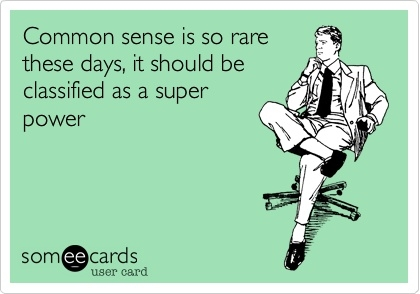 Common sense is so rare
these days, it should be
classified as a super
power
someecards
user card